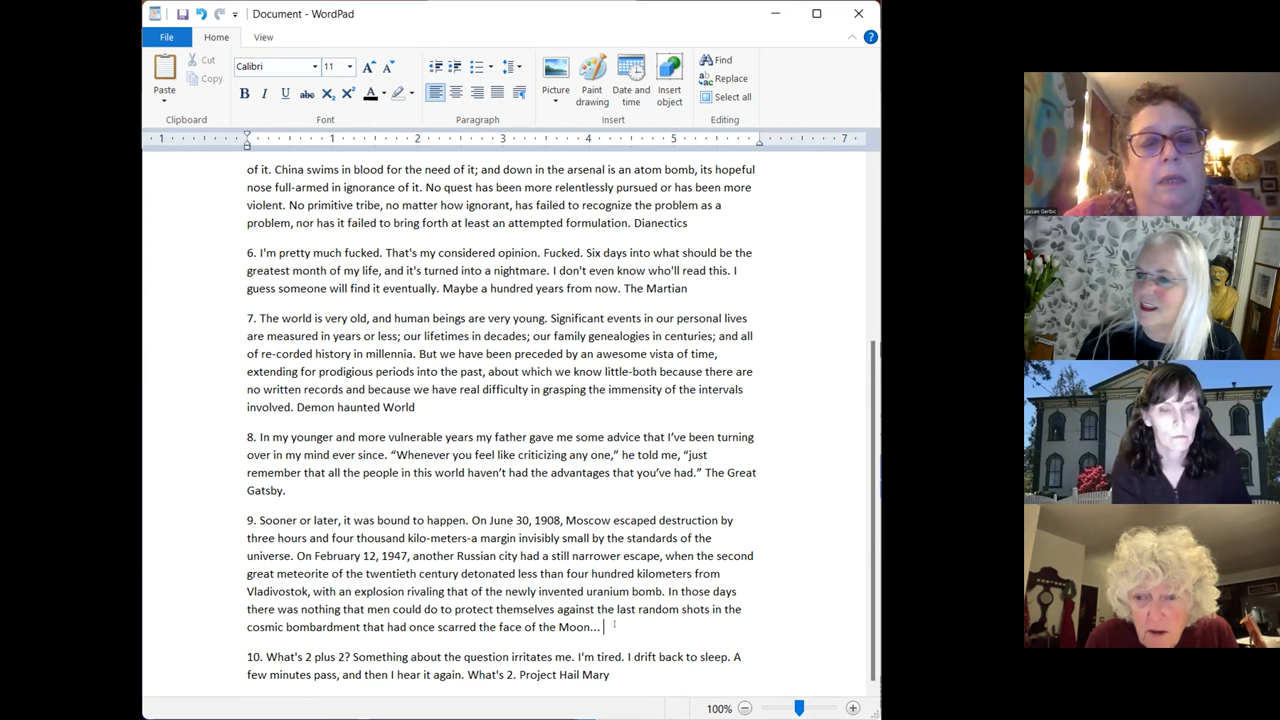 Document - WordPad
File Home View
Paste Cut Copy
Clipboard
Calibri 11
B I U abc X₂ X² A
Font
Paragraph
Picture
Paint drawing
Date and time
Insert object
Insert
Find
Replace
Select all
Editing
1 1 2 3 4 5 7
of it. China swims in blood for the need of it; and down in the arsenal is an atom bomb, its hopeful
nose full-armed in ignorance of it. No quest has been more relentlessly pursued or has been more
violent. No primitive tribe, no matter how ignorant, has failed to recognize the problem as a
problem, nor has it failed to bring forth at least an attempted formulation. Dianectics
6. I'm pretty much fucked. That's my considered opinion. Fucked. Six days into what should be the
greatest month of my life, and it's turned into a nightmare. I don't even know who'll read this. I
guess someone will find it eventually. Maybe a hundred years from now. The Martian
7. The world is very old, and human beings are very young. Significant events in our personal lives
are measured in years or less; our lifetimes in decades; our family genealogies in centuries; and all
of re-corded history in millennia. But we have been preceded by an awesome vista of time,
extending for prodigious periods into the past, about which we know little-both because there are
no written records and because we have real difficulty in grasping the immensity of the intervals
involved. Demon haunted World
8. In my younger and more vulnerable years my father gave me some advice that I’ve been turning
over in my mind ever since. “Whenever you feel like criticizing any one,” he told me, “just
remember that all the people in this world haven’t had the advantages that you’ve had.” The Great
Gatsby.
9. Sooner or later, it was bound to happen. On June 30, 1908, Moscow escaped destruction by
three hours and four thousand kilo-meters-a margin invisibly small by the standards of the
universe. On February 12, 1947, another Russian city had a still narrower escape, when the second
great meteorite of the twentieth century detonated less than four hundred kilometers from
Vladivostok, with an explosion rivaling that of the newly invented uranium bomb. In those days
there was nothing that men could do to protect themselves against the last random shots in the
cosmic bombardment that had once scarred the face of the Moon...
10. What's 2 plus 2? Something about the question irritates me. I'm tired. I drift back to sleep. A
few minutes pass, and then I hear it again. What's 2. Project Hail Mary
100%
Susan Gerbic